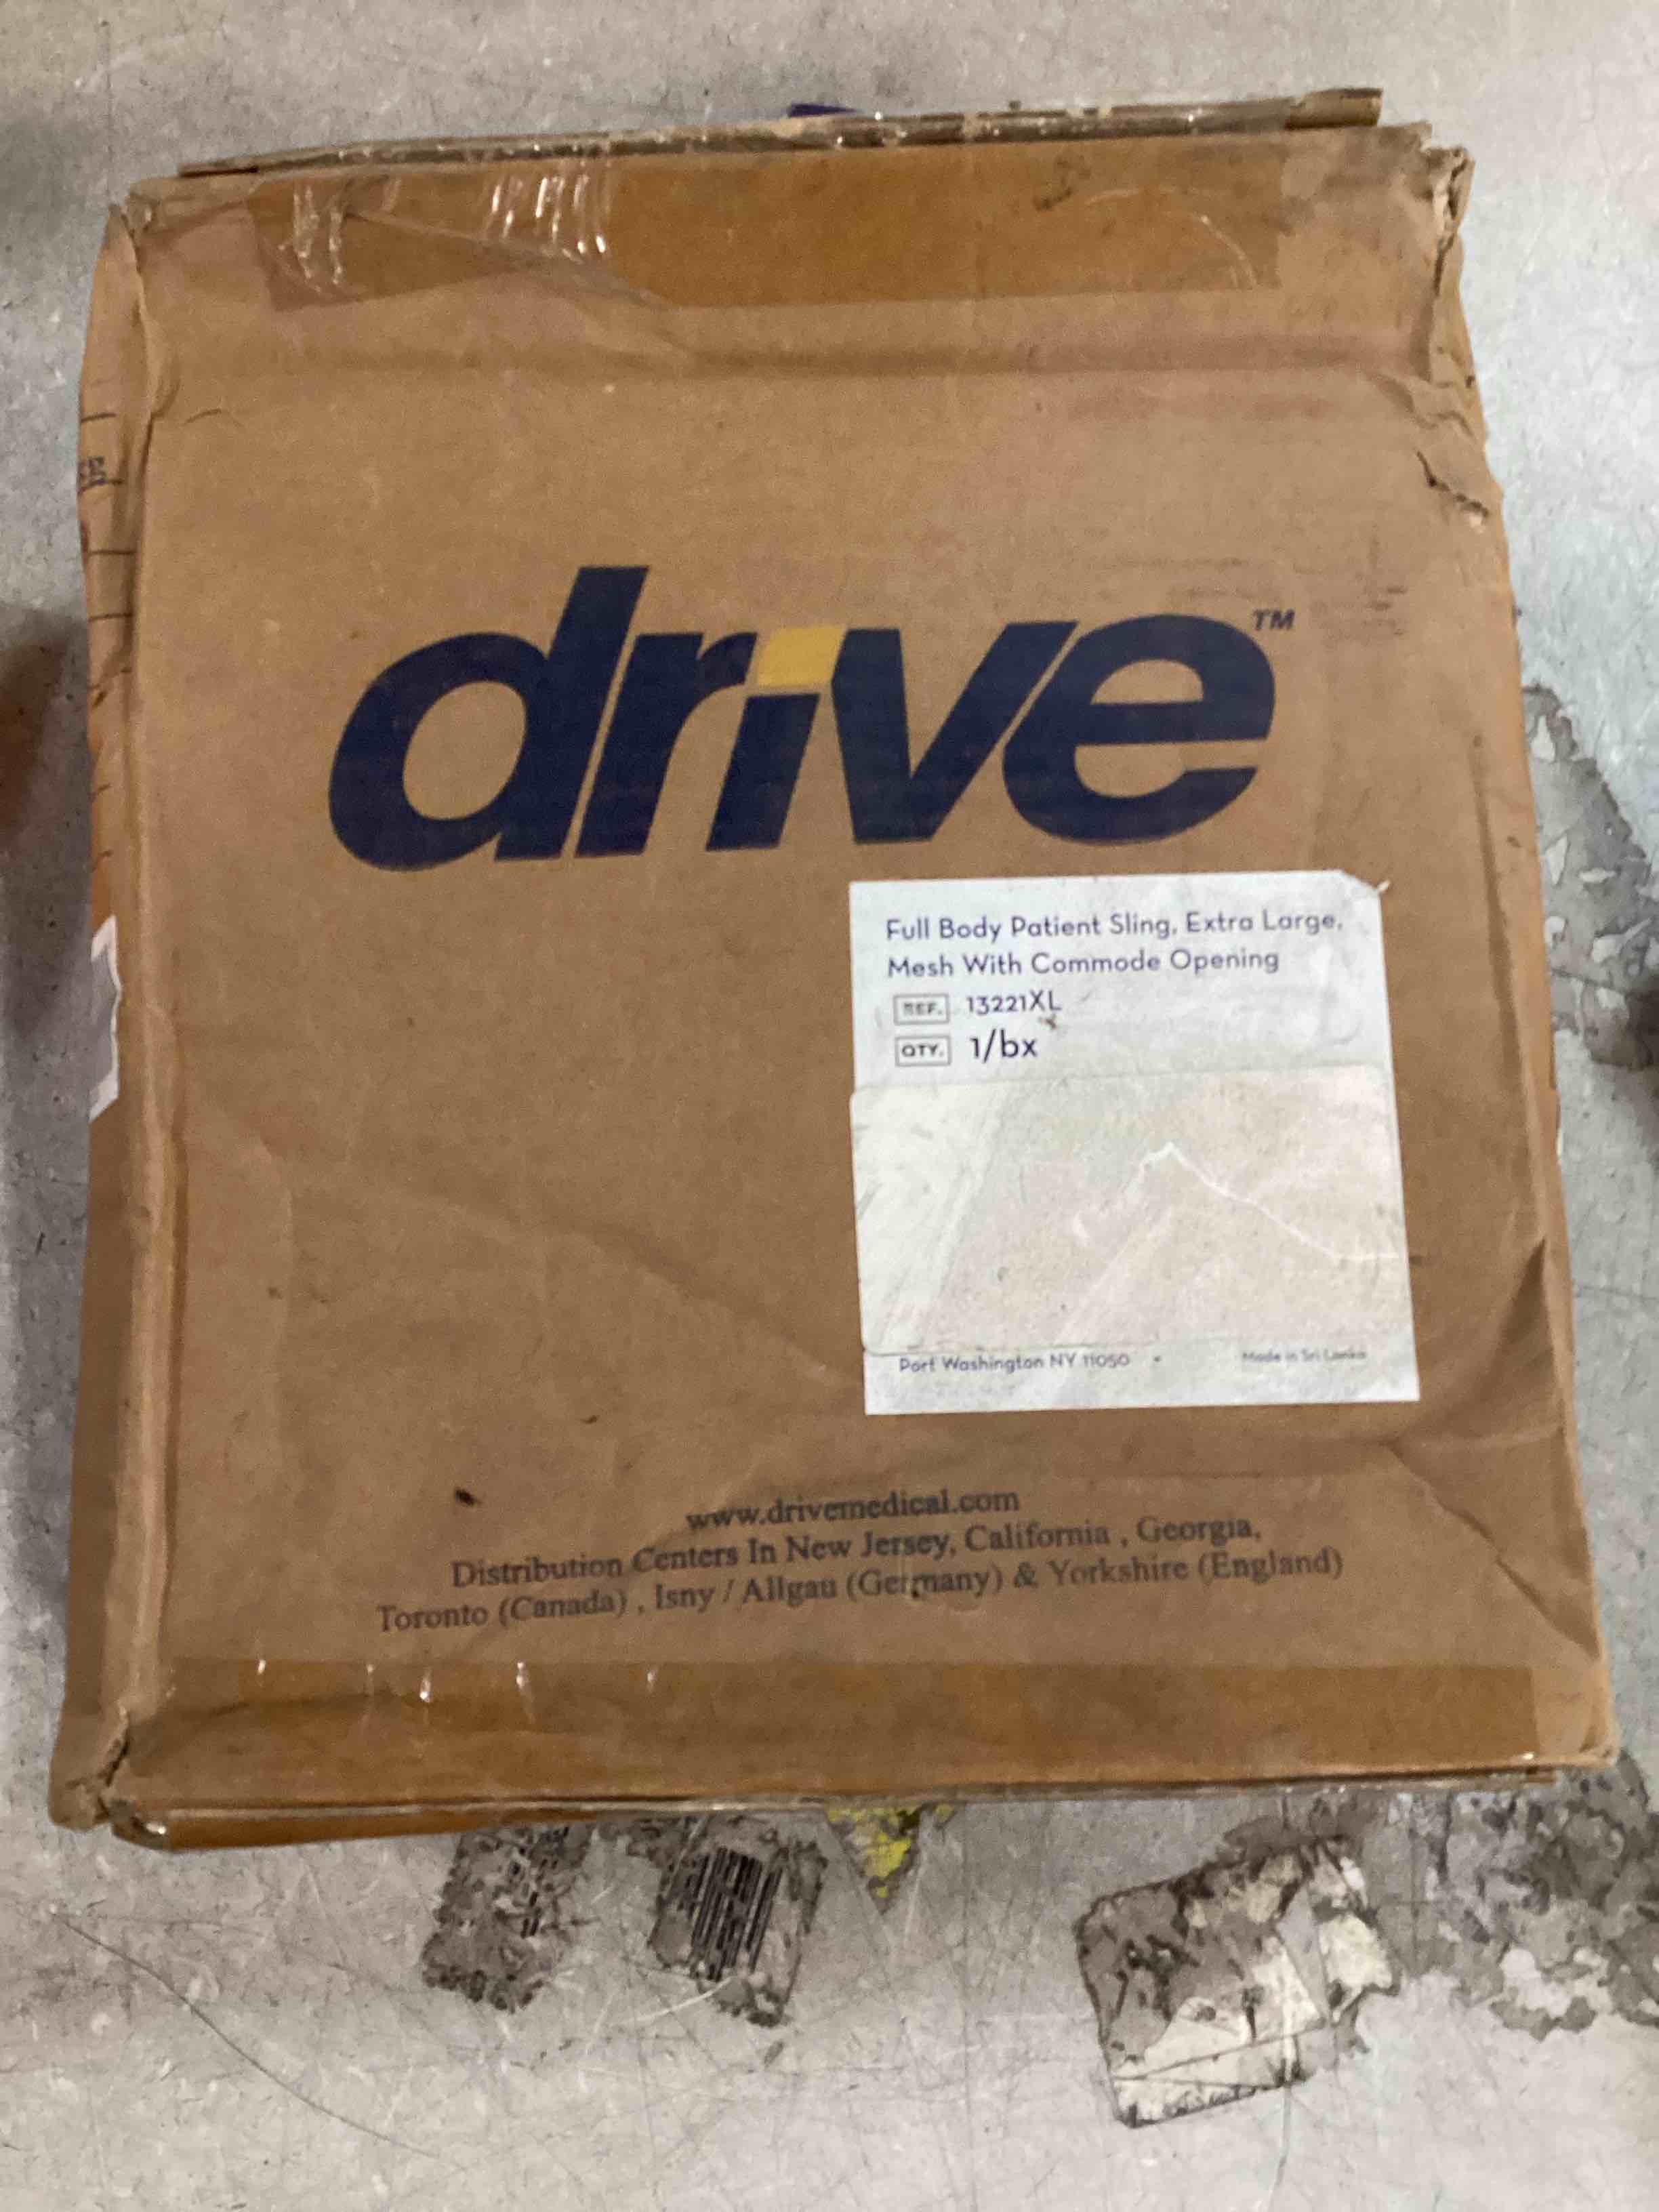 drive™
Full Body Patient Sling, Extra Large,
Mesh With Commode Opening
REF. 13221XL
QTY. 1/bx
Port Washington NY 11050 • Made in Sri Lanka
www.drivemedical.com
Distribution Centers In New Jersey, California , Georgia,
Toronto (Canada) , Isny / Allgau (Germany) & Yorkshire (England)